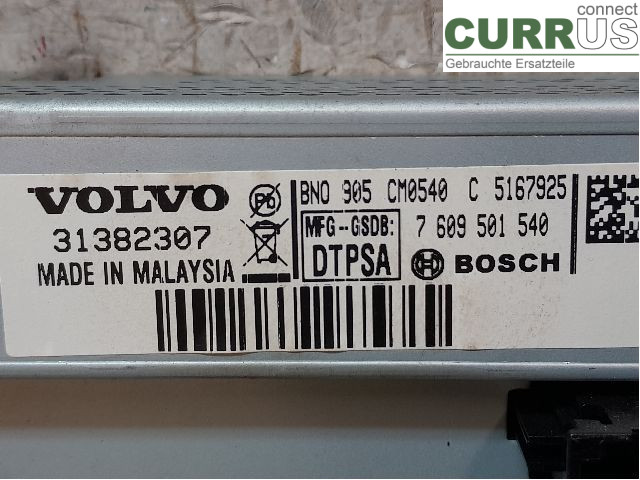 connect
CURRUS
Gebrauchte Ersatzteile
VOLVO
31382307
MADE IN MALAYSIA
Pb
BNO 905 CM0540 C 5167925
MFG-GSDB:
DTPSA
7 609 501 540
BOSCH